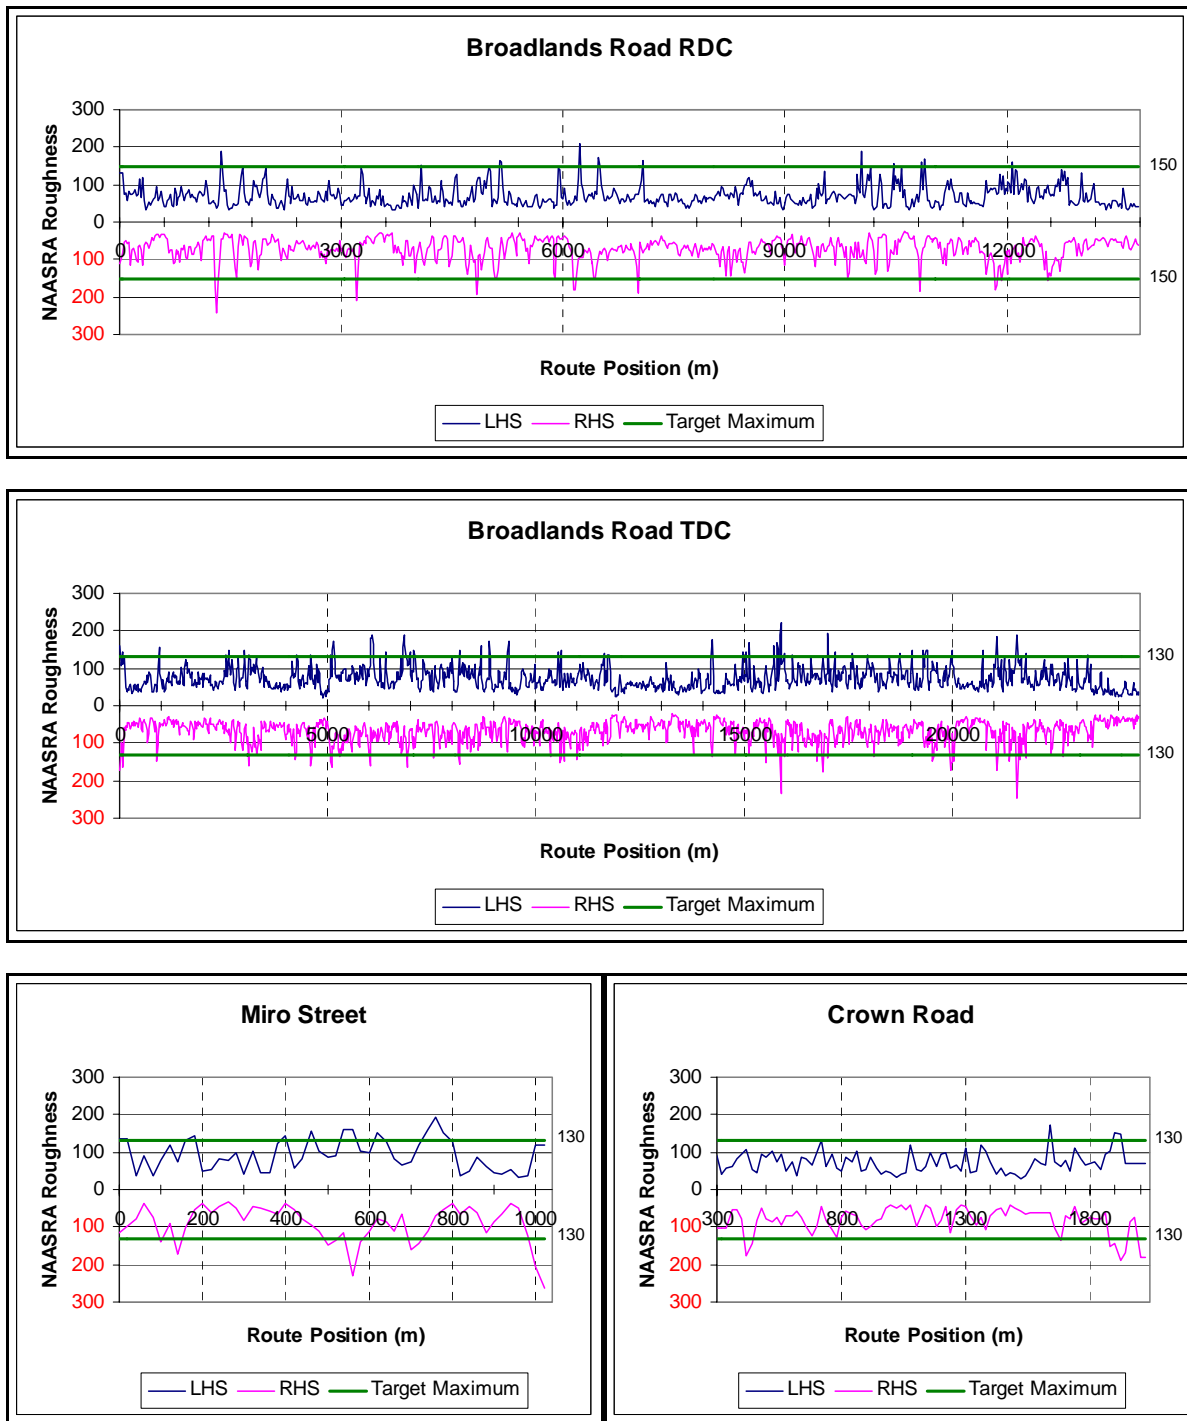 Broadlands Road RDC
NAASRA Roughness
300
200
100
0
100
200
300
0
3000
6000
9000
12000
150
150
Route Position (m)
LHS
RHS
Target Maximum
Broadlands Road TDC
NAASRA Roughness
300
200
100
0
100
200
300
0
5000
10000
15000
20000
130
130
Route Position (m)
LHS
RHS
Target Maximum
Miro Street
NAASRA Roughness
300
200
100
0
100
200
300
0
200
400
600
800
1000
130
130
Route Position (m)
LHS
RHS
Target Maximum
Crown Road
NAASRA Roughness
300
200
100
0
100
200
300
300
800
1300
1800
130
130
Route Position (m)
LHS
RHS
Target Maximum